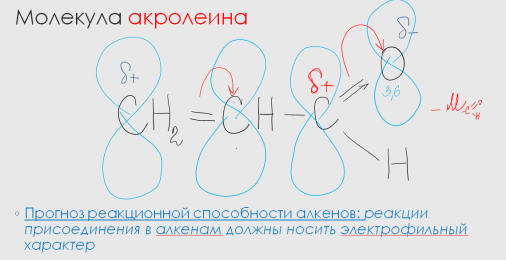 Молекула акролеина
δ+ δ+ δ–
CH₂ = CH – C = O
3,6
– M
H
◦ Прогноз реакционной способности алкенов: реакции
присоединения в алкенам должны носить электрофильный
характер